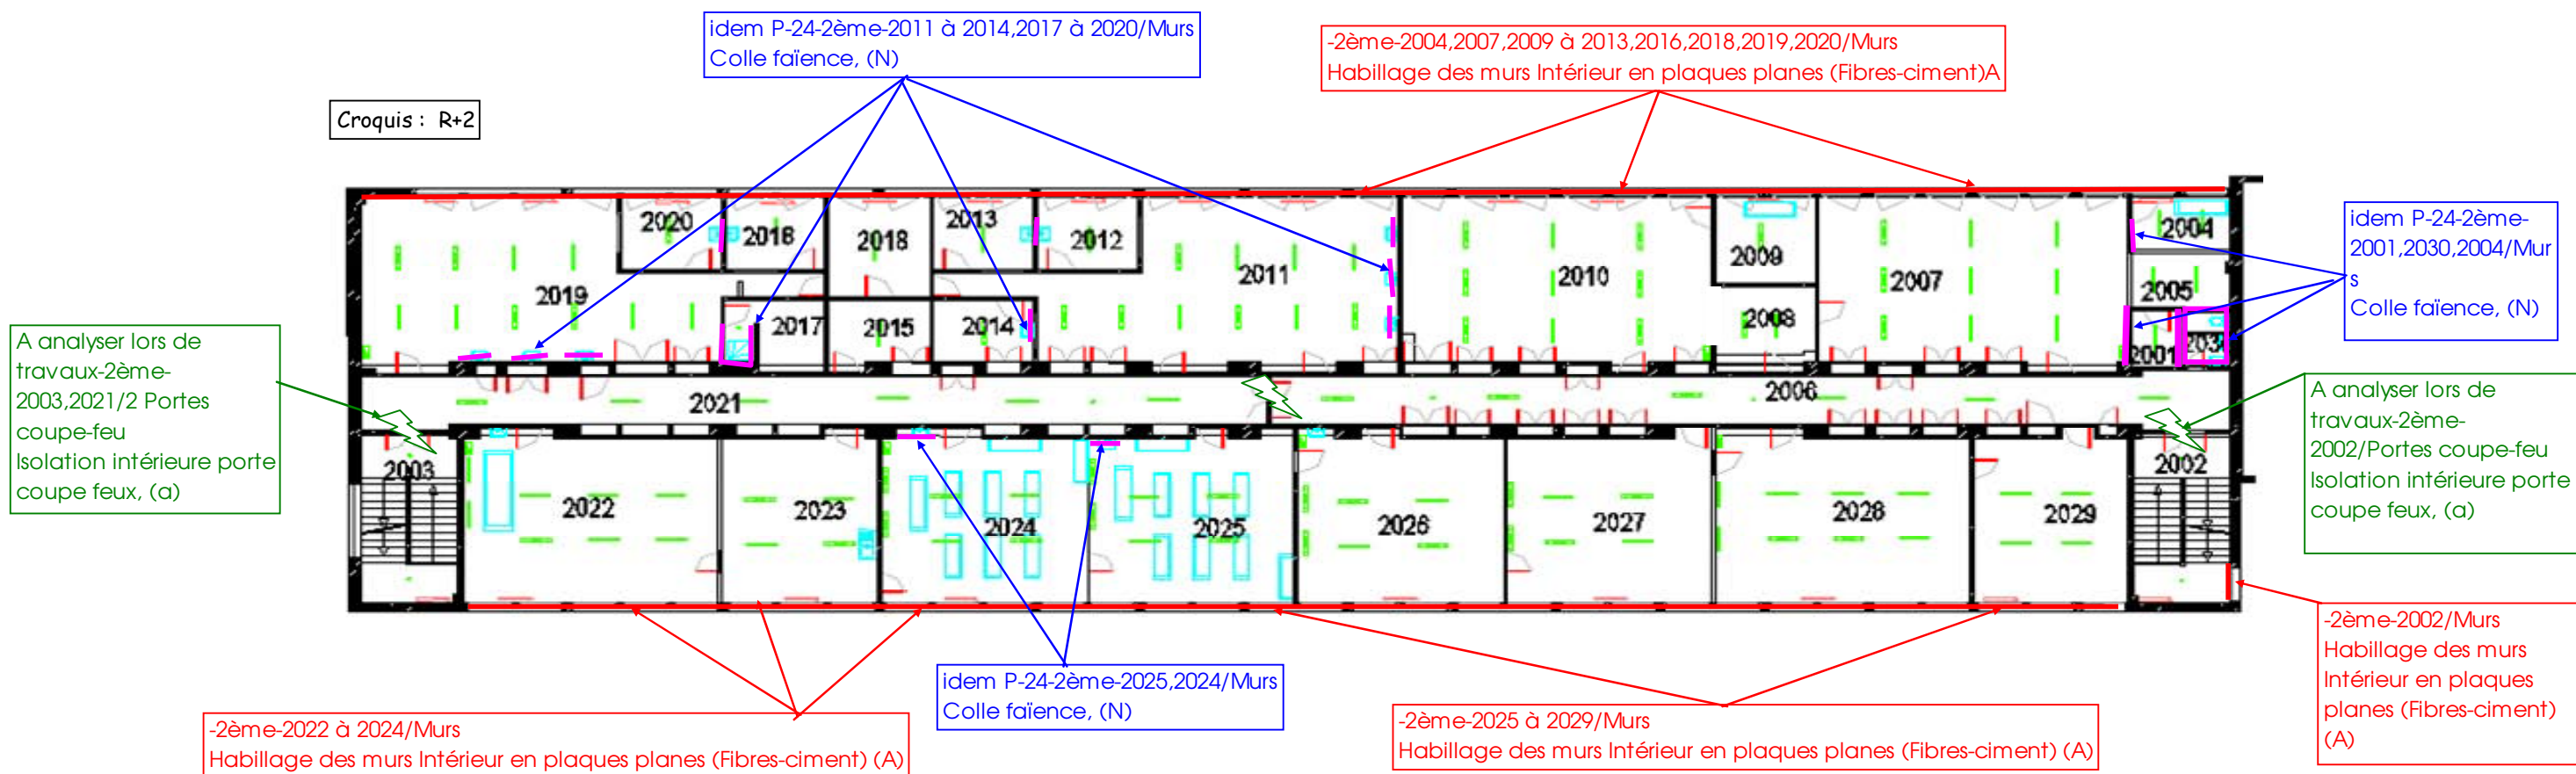 idem P-24-2ème-2011 à 2014,2017 à 2020/Murs
Colle faïence, (N)
-2ème-2004,2007,2009 à 2013,2016,2018,2019,2020/Murs
Habillage des murs Intérieur en plaques planes (Fibres-ciment)A
Croquis : R+2
idem P-24-2ème-
2001,2030,2004/Mur
s
Colle faïence, (N)
2020
2016
2018
2013
2012
2011
2019
2017
2015
2014
2010
2009
2008
2007
2004
2005
2001
203
A analyser lors de
travaux-2ème-
2003,2021/2 Portes
coupe-feu
Isolation intérieure porte
coupe feux, (a)
2021
2006
A analyser lors de
travaux-2ème-
2002/Portes coupe-feu
Isolation intérieure porte
coupe feux, (a)
2003
2022
2023
2024
2025
2026
2027
2028
2029
2002
-2ème-2022 à 2024/Murs
Habillage des murs Intérieur en plaques planes (Fibres-ciment) (A)
idem P-24-2ème-2025,2024/Murs
Colle faïence, (N)
-2ème-2025 à 2029/Murs
Habillage des murs Intérieur en plaques planes (Fibres-ciment) (A)
-2ème-2002/Murs
Habillage des murs
Intérieur en plaques
planes (Fibres-ciment)
(A)